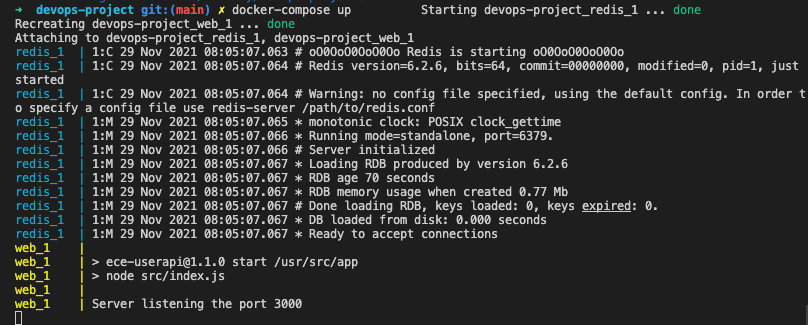 ➜ devops-project git:(main) ✗ docker-compose up Starting devops-project_redis_1 ... done
Recreating devops-project_web_1 ... done
Attaching to devops-project_redis_1, devops-project_web_1
redis_1 | 1:C 29 Nov 2021 08:05:07.063 # oO0OoO0OoO0Oo Redis is starting oO0OoO0OoO0Oo
redis_1 | 1:C 29 Nov 2021 08:05:07.064 # Redis version=6.2.6, bits=64, commit=00000000, modified=0, pid=1, just
started
redis_1 | 1:C 29 Nov 2021 08:05:07.064 # Warning: no config file specified, using the default config. In order t
o specify a config file use redis-server /path/to/redis.conf
redis_1 | 1:M 29 Nov 2021 08:05:07.065 * monotonic clock: POSIX clock_gettime
redis_1 | 1:M 29 Nov 2021 08:05:07.066 * Running mode=standalone, port=6379.
redis_1 | 1:M 29 Nov 2021 08:05:07.066 # Server initialized
redis_1 | 1:M 29 Nov 2021 08:05:07.067 * Loading RDB produced by version 6.2.6
redis_1 | 1:M 29 Nov 2021 08:05:07.067 * RDB age 70 seconds
redis_1 | 1:M 29 Nov 2021 08:05:07.067 * RDB memory usage when created 0.77 Mb
redis_1 | 1:M 29 Nov 2021 08:05:07.067 # Done loading RDB, keys loaded: 0, keys expired: 0.
redis_1 | 1:M 29 Nov 2021 08:05:07.067 * DB loaded from disk: 0.000 seconds
redis_1 | 1:M 29 Nov 2021 08:05:07.067 * Ready to accept connections
web_1 |
web_1 | > ece-userapi@1.1.0 start /usr/src/app
web_1 | > node src/index.js
web_1 |
web_1 | Server listening the port 3000